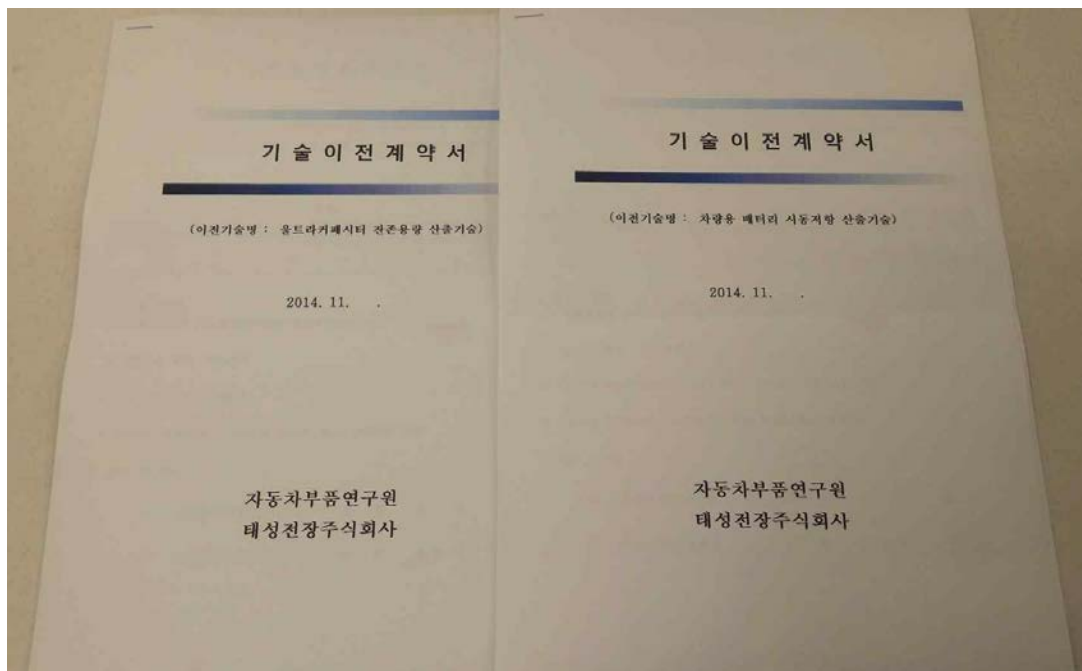 기 술 이 전 계 약 서
(이전기술명 : 울트라커패시터 잔존용량 산출기술)
2014. 11.    .
자동차부품연구원
태성전장주식회사
기 술 이 전 계 약 서
(이전기술명 : 차량용 배터리 시동저항 산출기술)
2014. 11.    .
자동차부품연구원
태성전장주식회사